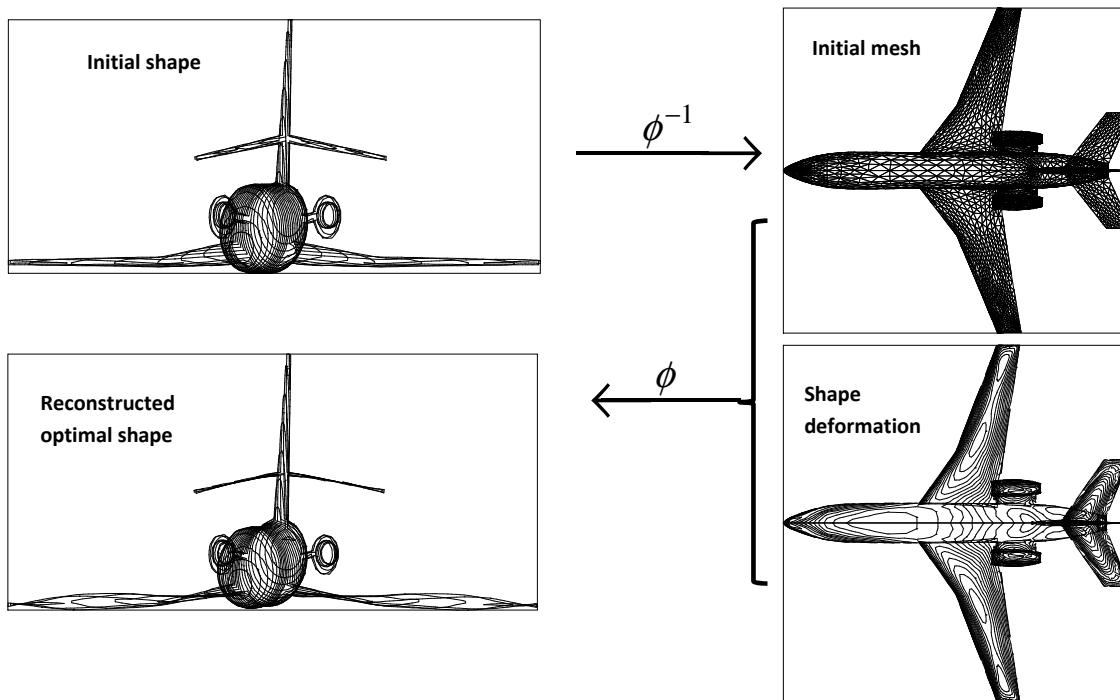 Initial shape
ϕ⁻¹
Initial mesh
Reconstructed
optimal shape
ϕ
Shape
deformation